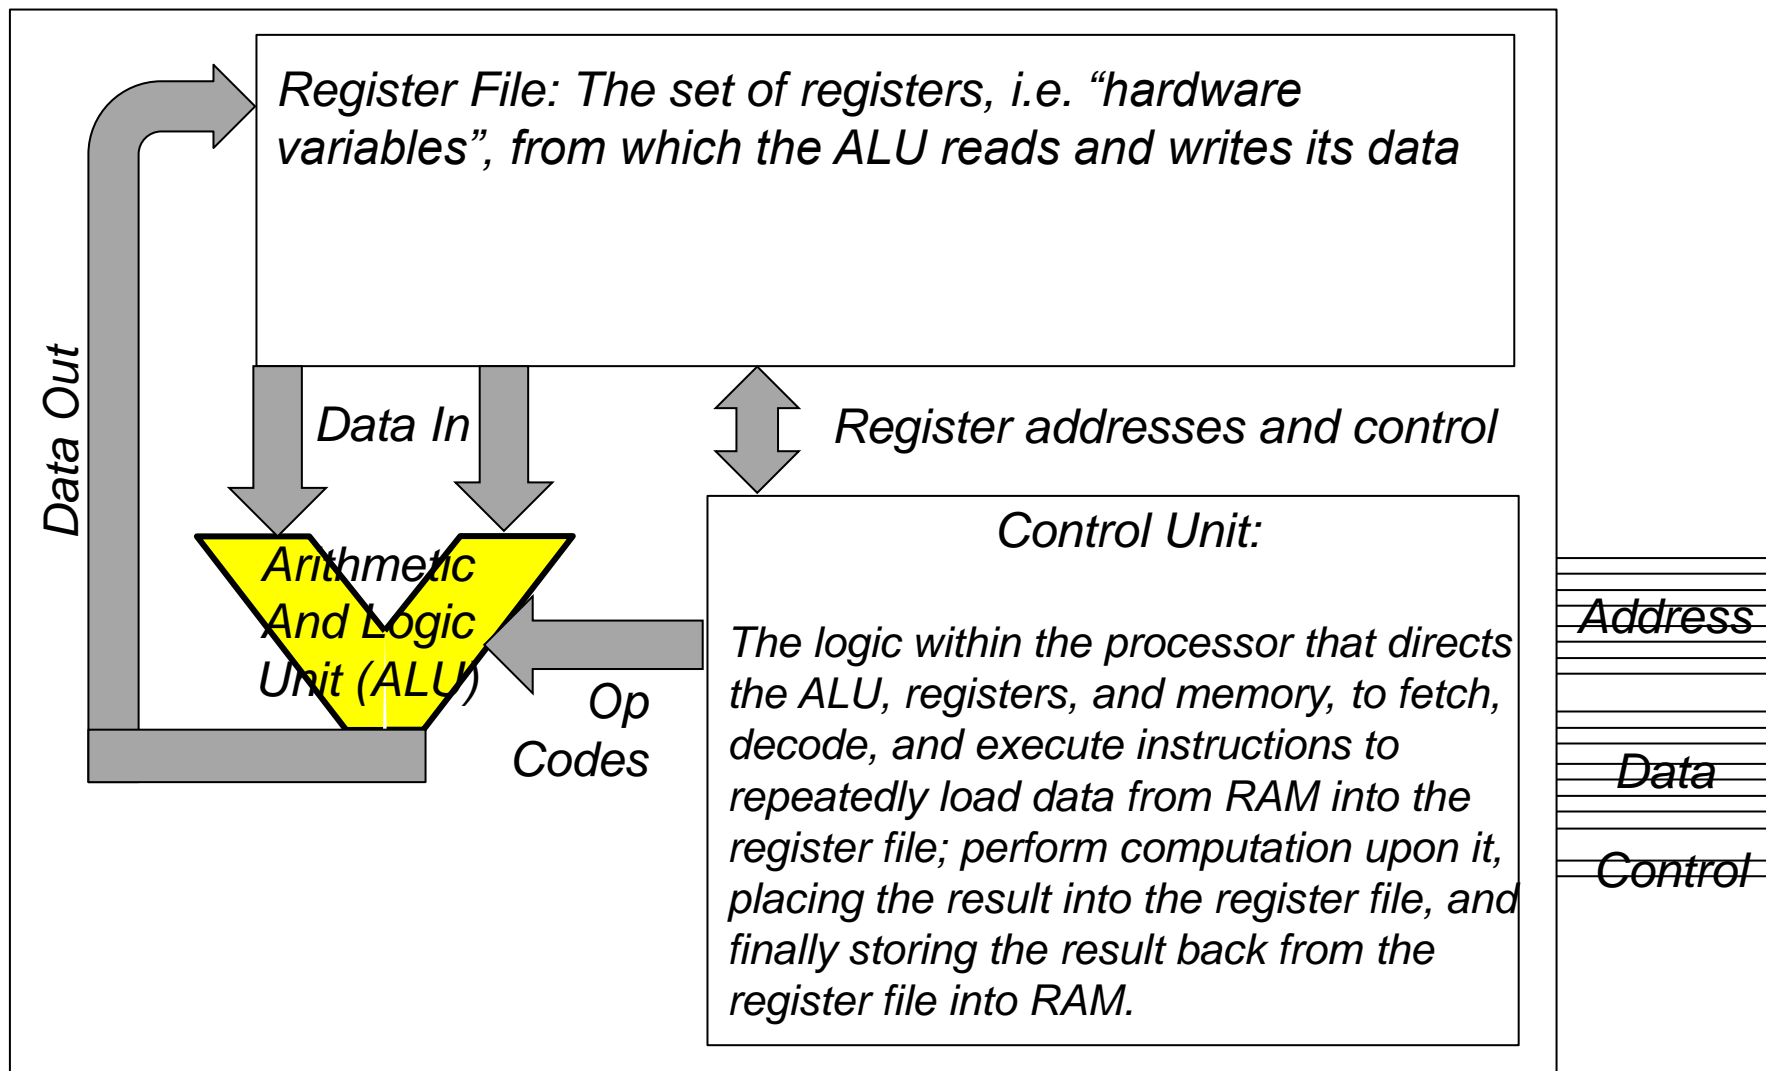 Register File: The set of registers, i.e. “hardware
variables”, from which the ALU reads and writes its data
Data Out
Data In
Register addresses and control
Arithmetic
And Logic
Unit (ALU)
Op
Codes
Control Unit:
The logic within the processor that directs
the ALU, registers, and memory, to fetch,
decode, and execute instructions to
repeatedly load data from RAM into the
register file; perform computation upon it,
placing the result into the register file, and
finally storing the result back from the
register file into RAM.
Address
Data
Control